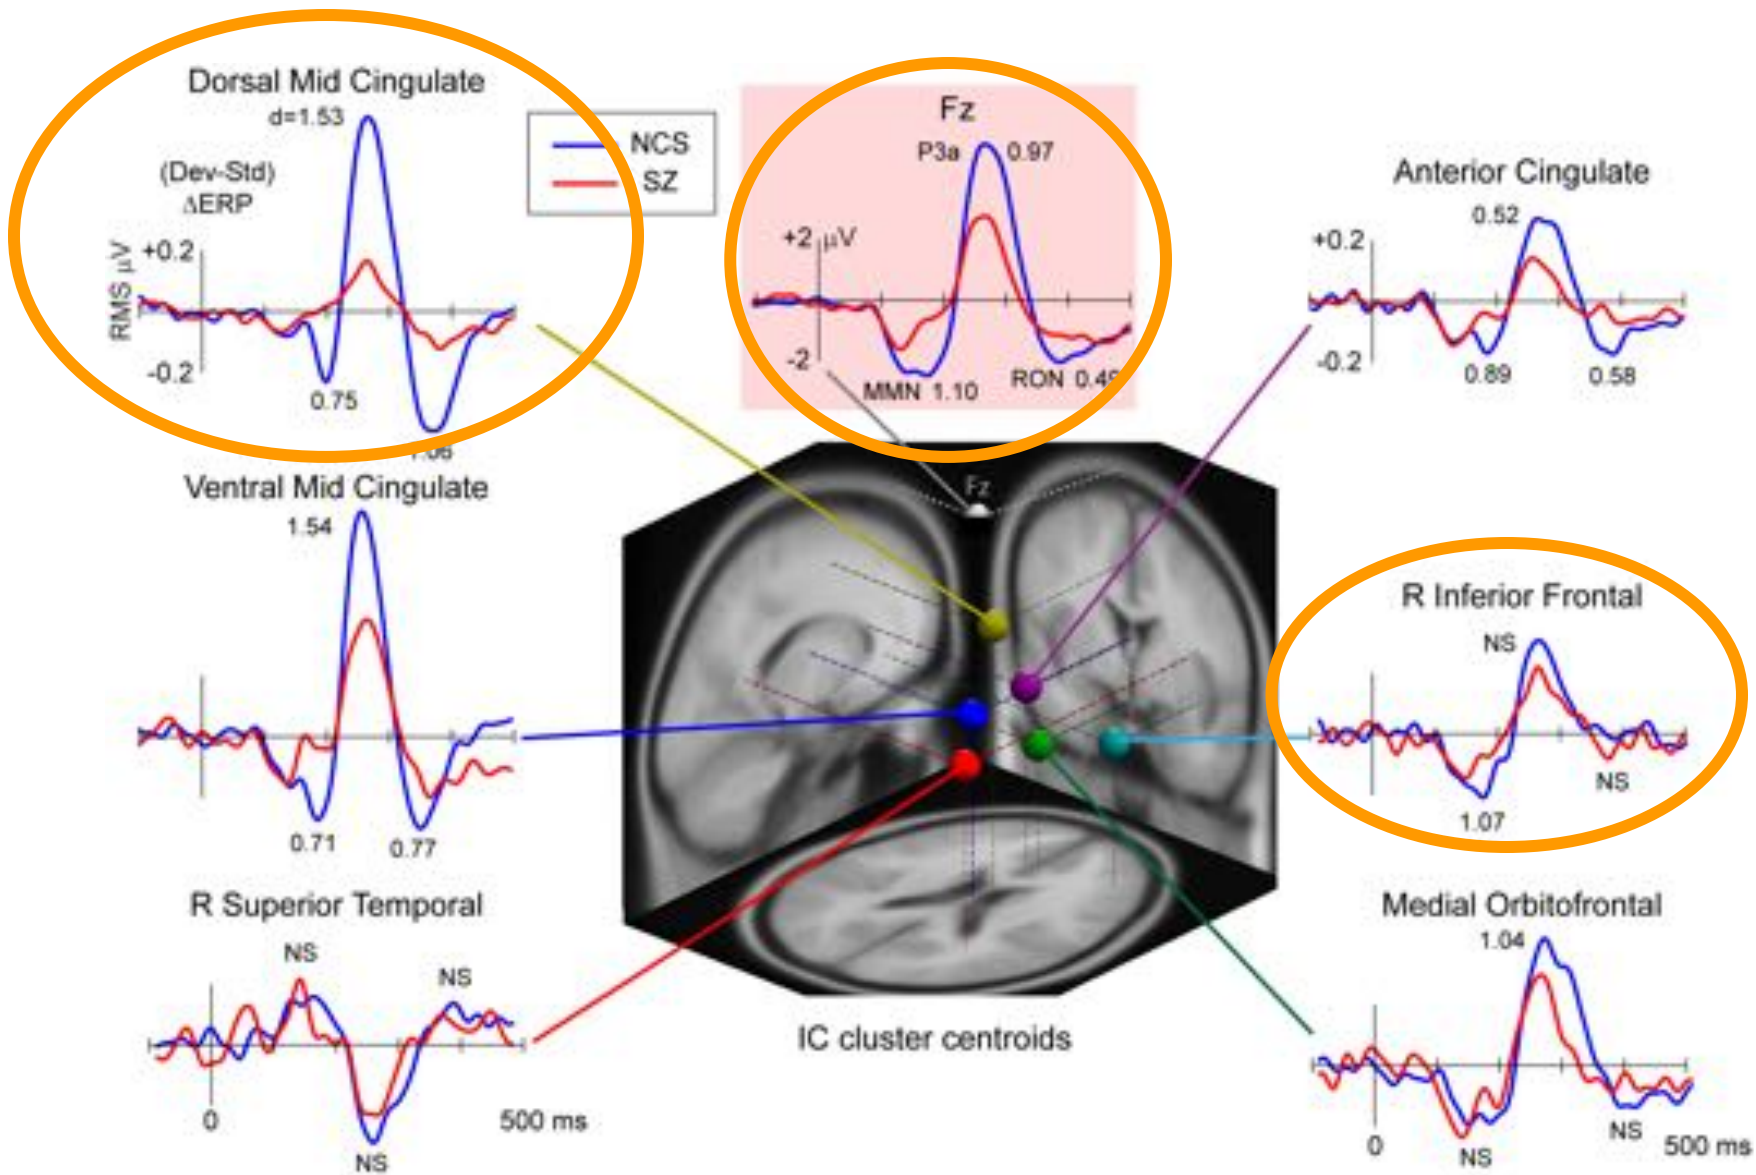 Dorsal Mid Cingulate
d=1.53
(Dev-Std)
ΔERP
+0.2
RMS µV
-0.2
0.75
1.06
NCS
SZ
Fz
P3a 0.97
+2 µV
-2
MMN 1.10
RON 0.49
Anterior Cingulate
0.52
+0.2
-0.2
0.89
0.58
Ventral Mid Cingulate
1.54
0.71
0.77
Fz
R Inferior Frontal
NS
NS
1.07
R Superior Temporal
NS
NS
NS
0
500 ms
IC cluster centroids
Medial Orbitofrontal
1.04
NS
NS
0
500 ms